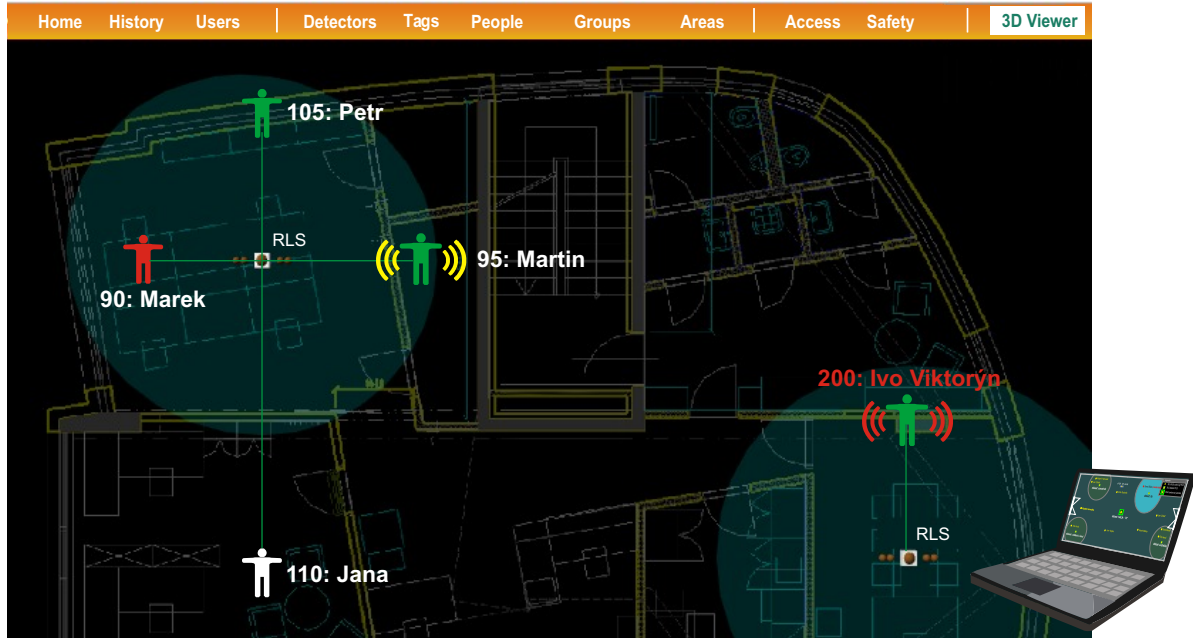 Home History Users Detectors Tags People Groups Areas Access Safety 3D Viewer
105: Petr
RLS
95: Martin
90: Marek
200: Ivo Viktorýn
RLS
110: Jana